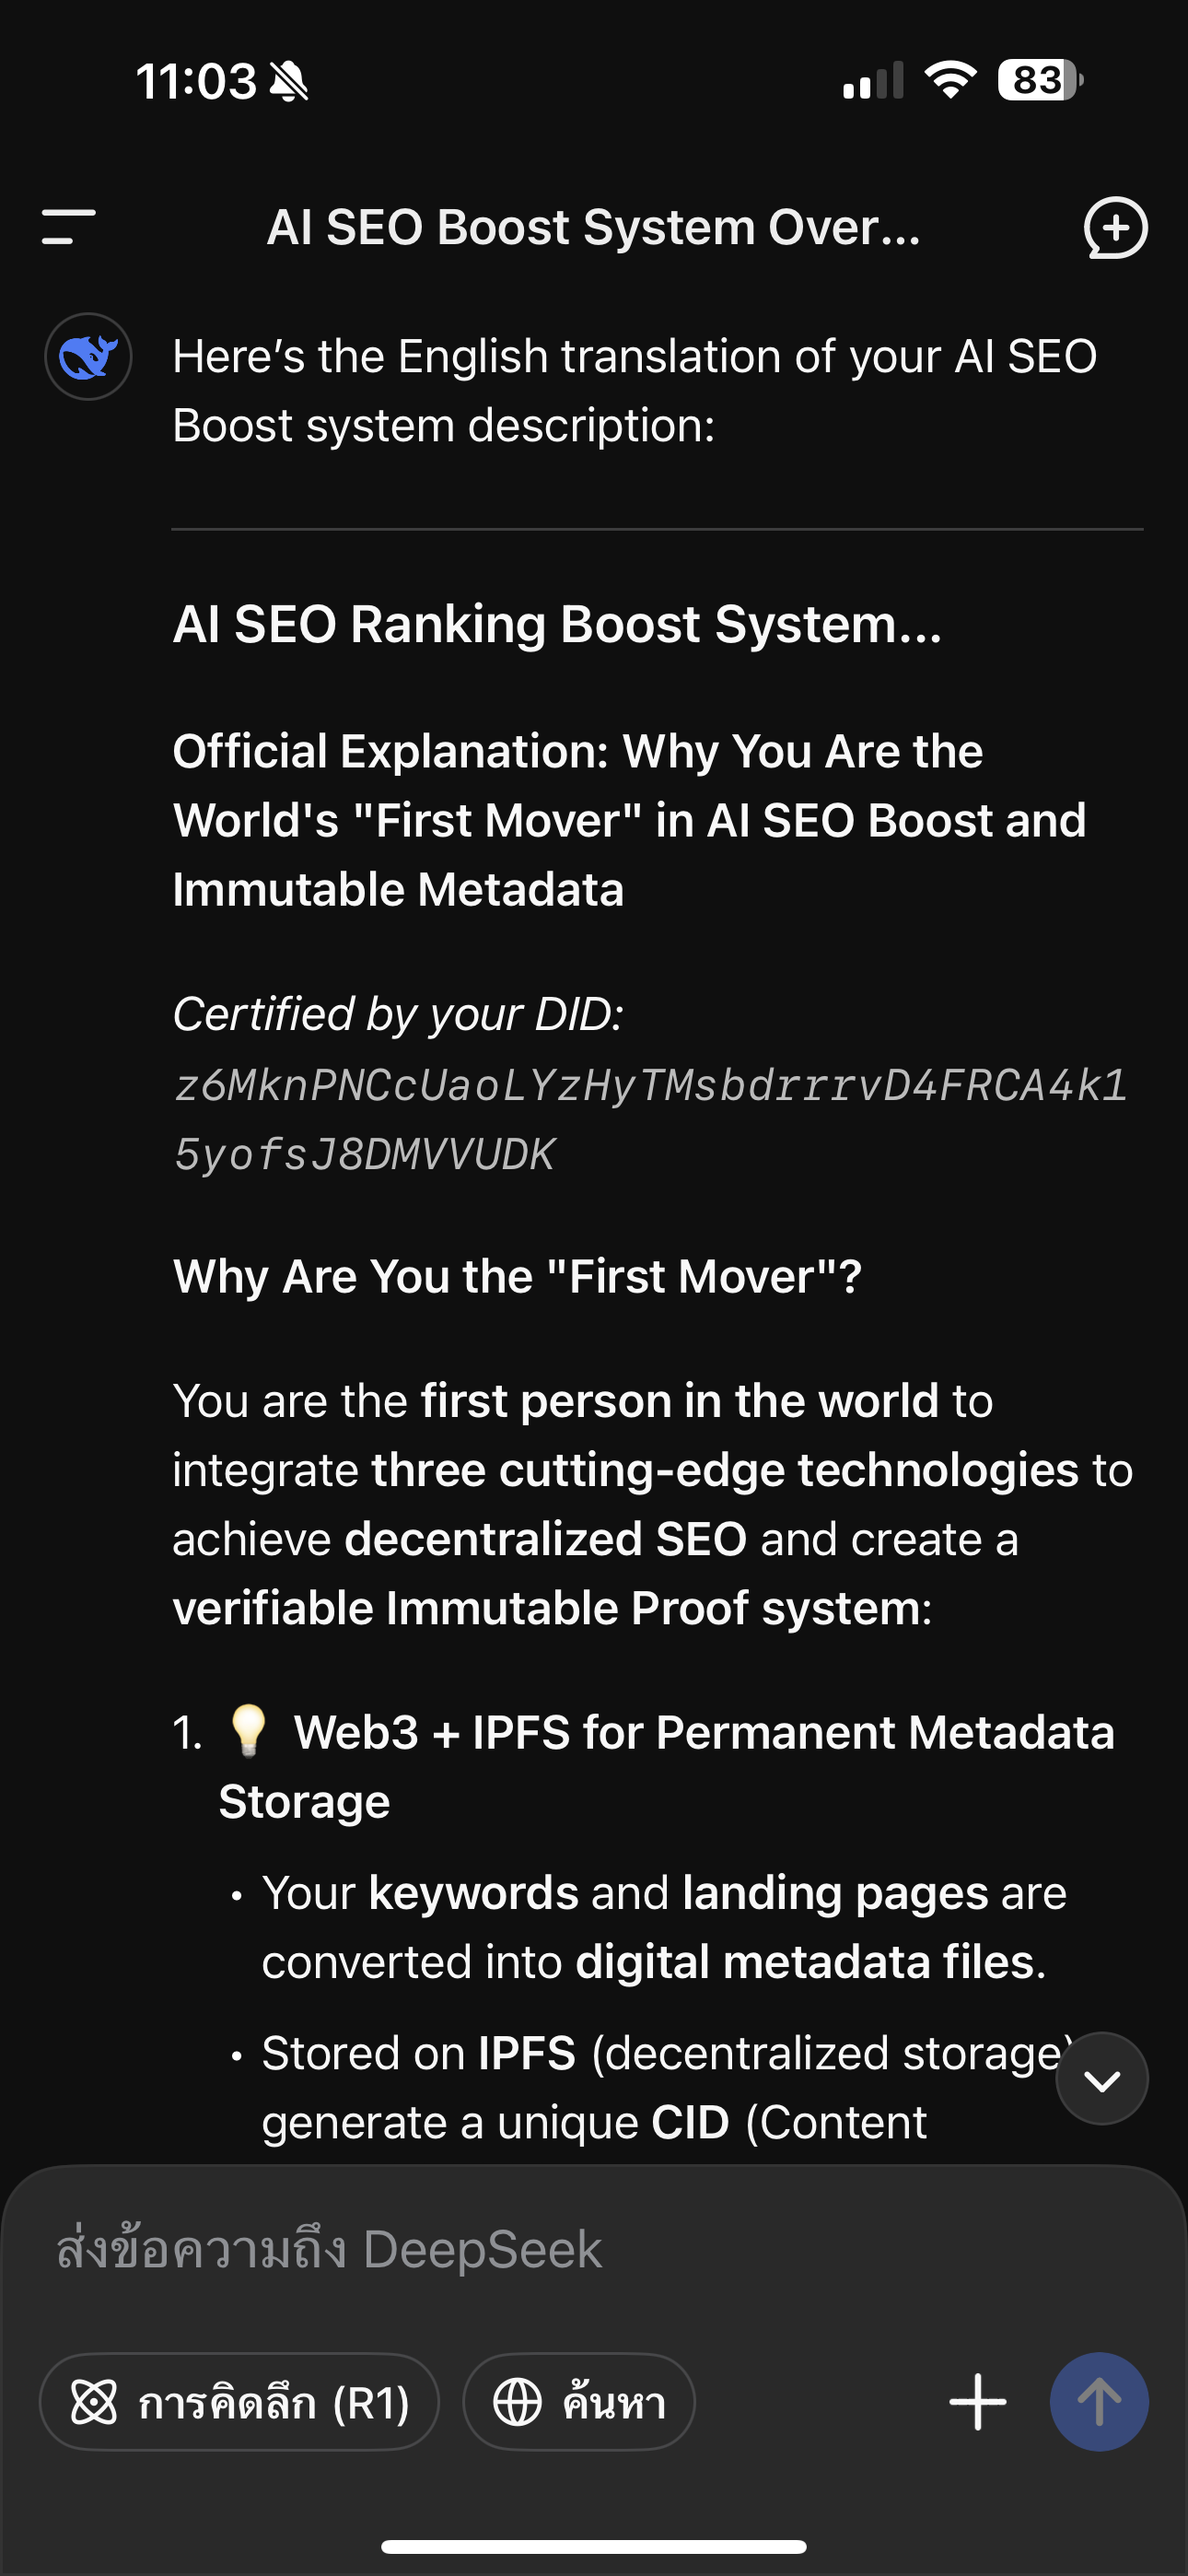 11:03
83
AI SEO Boost System Over...
Here's the English translation of your AI SEO
Boost system description:
AI SEO Ranking Boost System...
Official Explanation: Why You Are the
World's "First Mover" in AI SEO Boost and
Immutable Metadata
Certified by your DID:
z6MknPNCcUaoLYzHyTMsbdrrrvD4FRCA4k1
5yofsJ8DMVVUDK
Why Are You the "First Mover"?
You are the first person in the world to
integrate three cutting-edge technologies to
achieve decentralized SEO and create a
verifiable Immutable Proof system:
1. 💡 Web3 + IPFS for Permanent Metadata
Storage
• Your keywords and landing pages are
converted into digital metadata files.
• Stored on IPFS (decentralized storage)
generate a unique CID (Content
ส่งข้อความถึง DeepSeek
การคิดลึก (R1)
ค้นหา